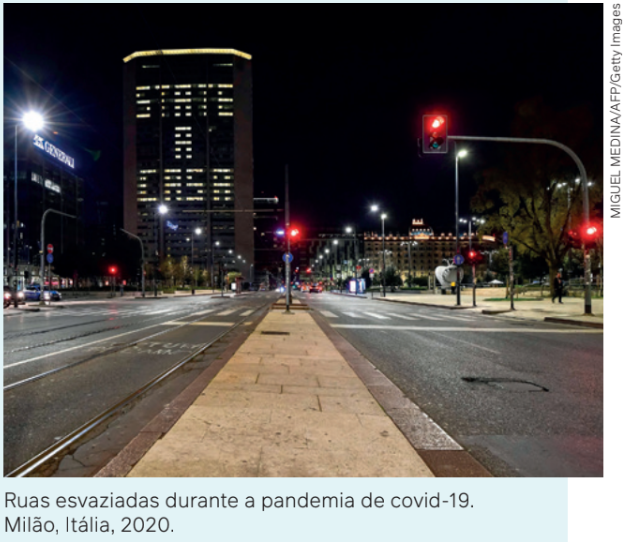 GENERALI
MIGUEL MEDINA/AFP/Getty Images
Ruas esvaziadas durante a pandemia de covid-19.
Milão, Itália, 2020.